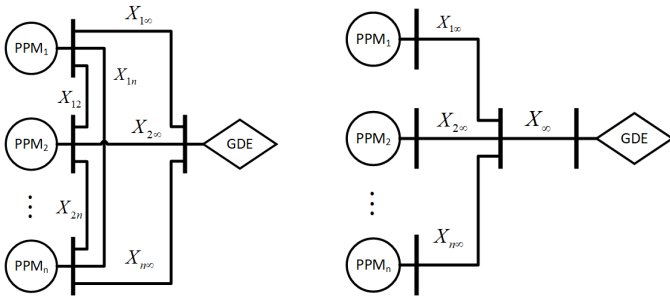 X₁∞
PPM₁
X₁ₙ
X₁₂
PPM₂
X₂∞
GDE
⋮
X₂ₙ
PPMₙ
Xₙ∞
X₁∞
PPM₁
PPM₂
X₂∞
X∞
GDE
⋮
Xₙ∞
PPMₙ